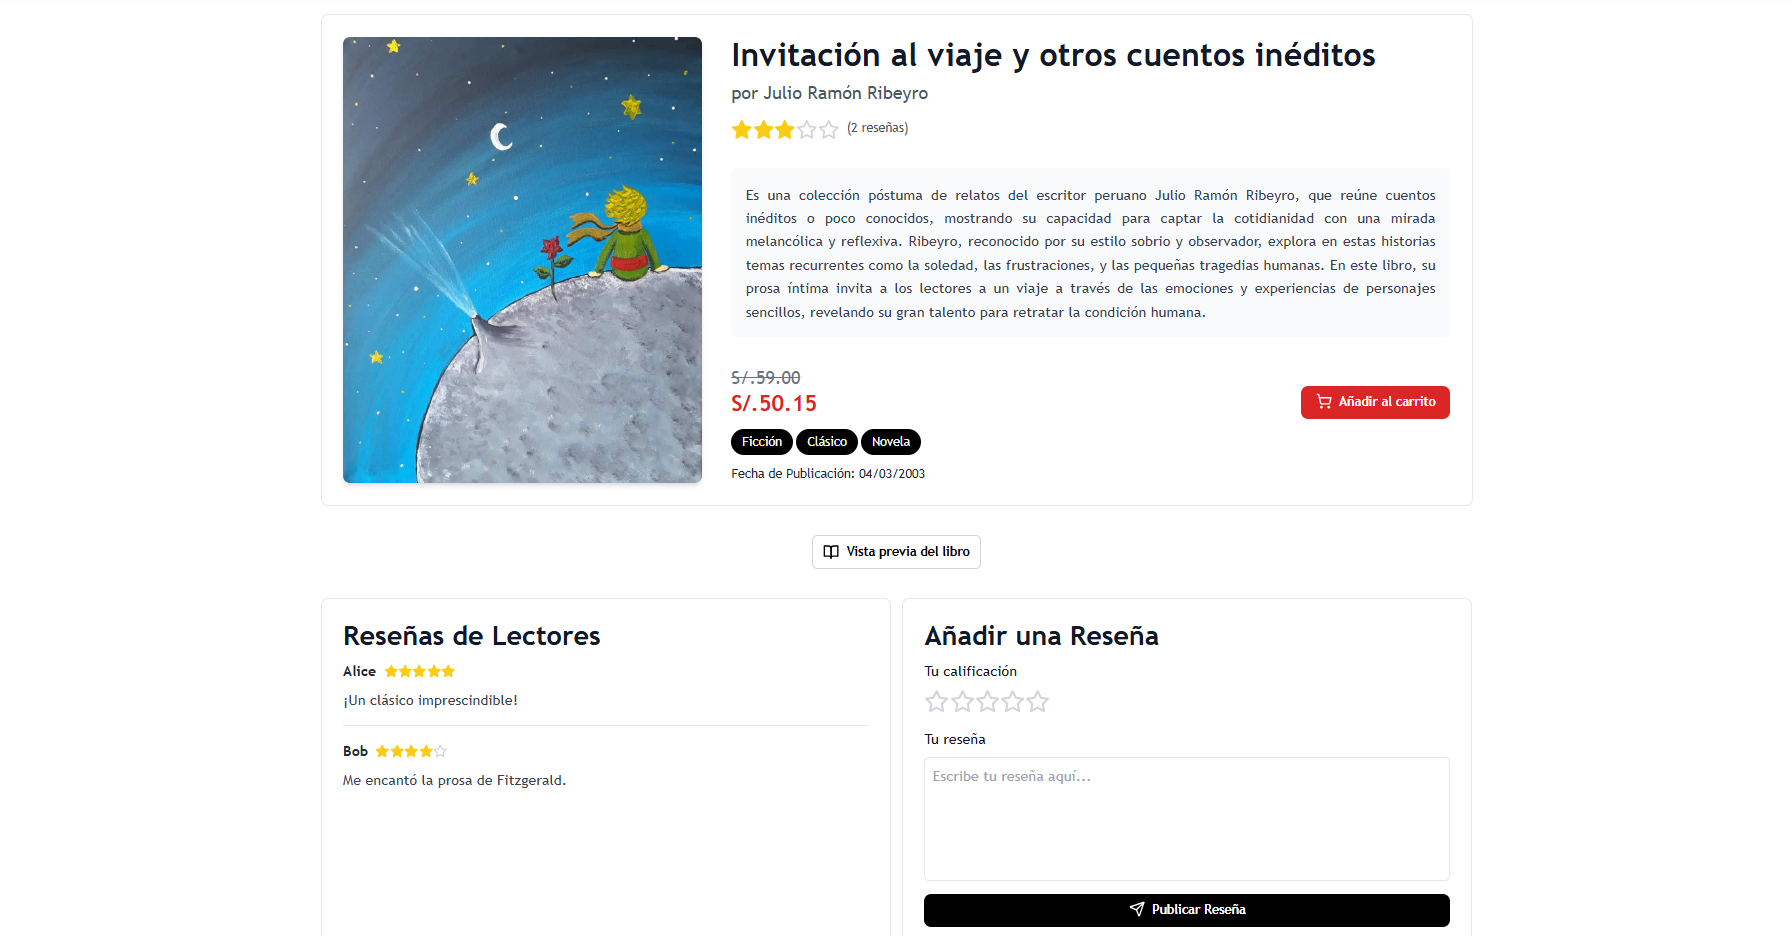 Invitación al viaje y otros cuentos inéditos
por Julio Ramón Ribeyro
(2 reseñas)
Es una colección póstuma de relatos del escritor peruano Julio Ramón Ribeyro, que reúne cuentos
inéditos o poco conocidos, mostrando su capacidad para captar la cotidianidad con una mirada
melancólica y reflexiva. Ribeyro, reconocido por su estilo sobrio y observador, explora en estas historias
temas recurrentes como la soledad, las frustraciones, y las pequeñas tragedias humanas. En este libro, su
prosa íntima invita a los lectores a un viaje a través de las emociones y experiencias de personajes
sencillos, revelando su gran talento para retratar la condición humana.
S/.59.00
S/.50.15
Añadir al carrito
Ficción Clásico Novela
Fecha de Publicación: 04/03/2003
Vista previa del libro
Reseñas de Lectores
Alice
¡Un clásico imprescindible!
Bob
Me encantó la prosa de Fitzgerald.
Añadir una Reseña
Tu calificación
Tu reseña
Escribe tu reseña aquí...
Publicar Reseña